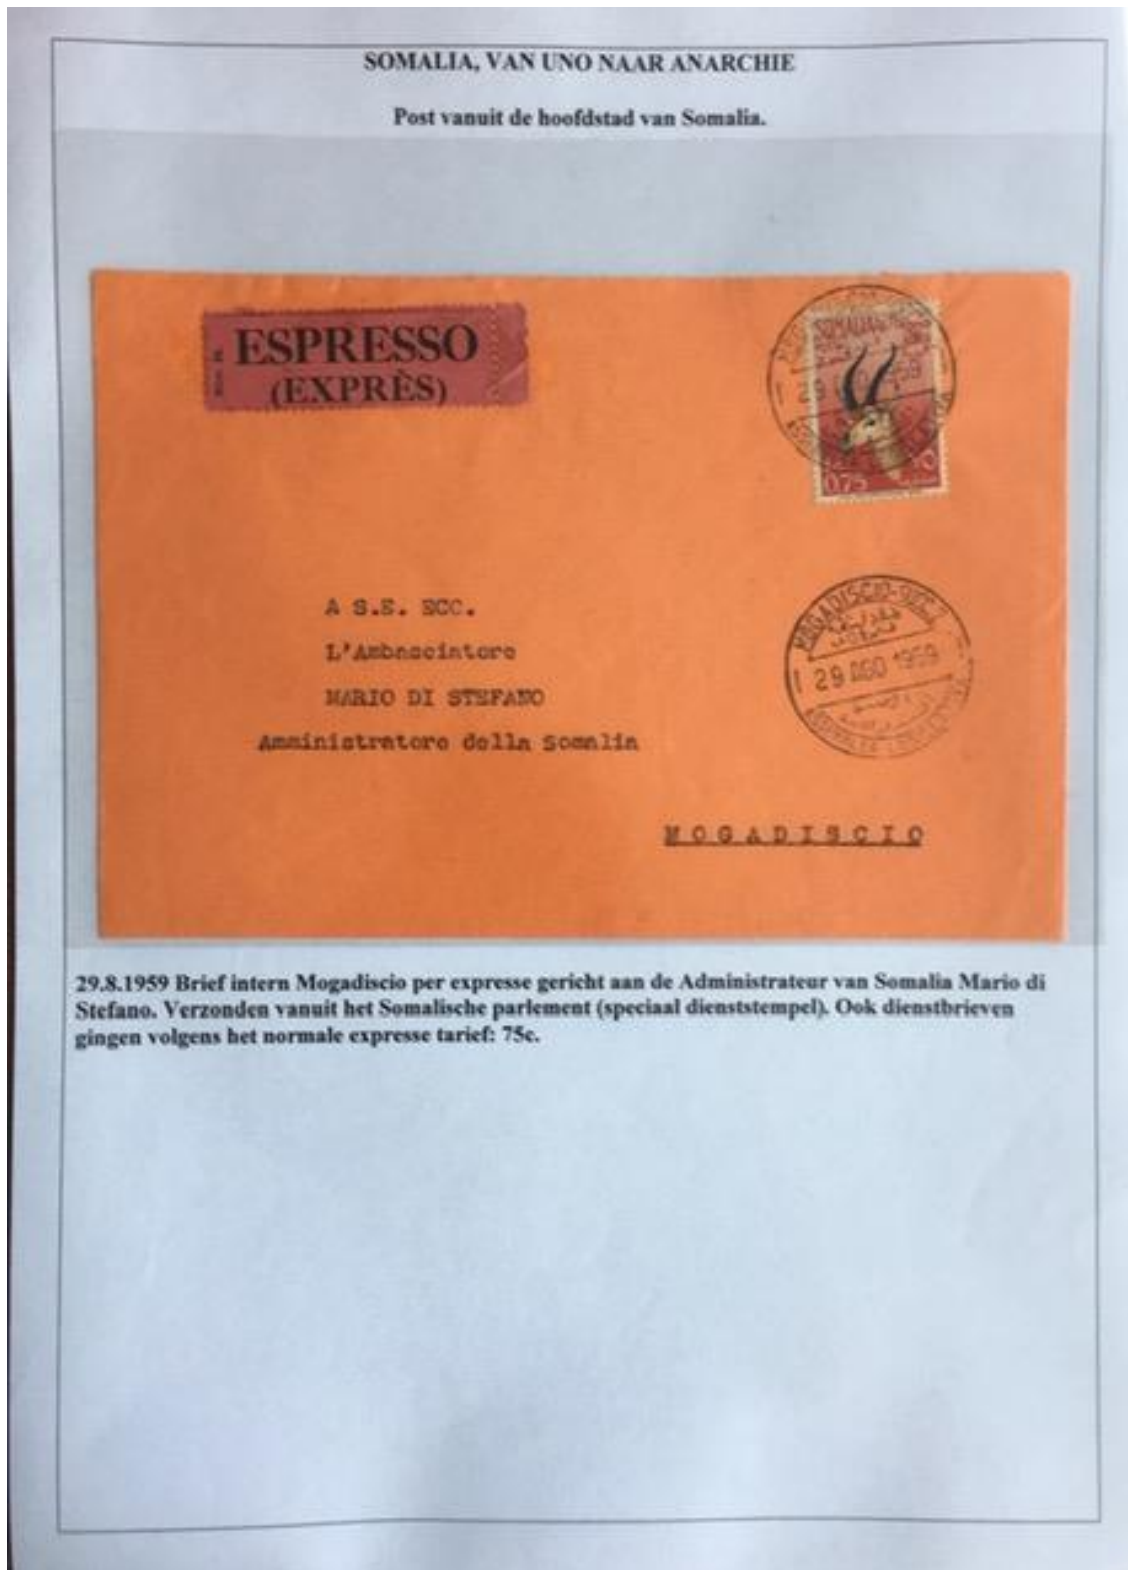 SOMALIA, VAN UNO NAAR ANARCHIE
Post vanuit de hoofdstad van Somalia.
ESPRESSO
(EXPRÈS)
SOMALIA
0.75
A S.E. ECC.
L'Ambasciatore
MARIO DI STEFANO
Amministratore della Somalia
MOGADISCIO
MOGADISCIO
29 AGO 1959
29.8.1959 Brief intern Mogadiscio per expresse gericht aan de Administrateur van Somalia Mario di
Stefano. Verzonden vanuit het Somalische parlement (speciaal dienststempel). Ook dienstbrieven
gingen volgens het normale expresse tarief: 75c.